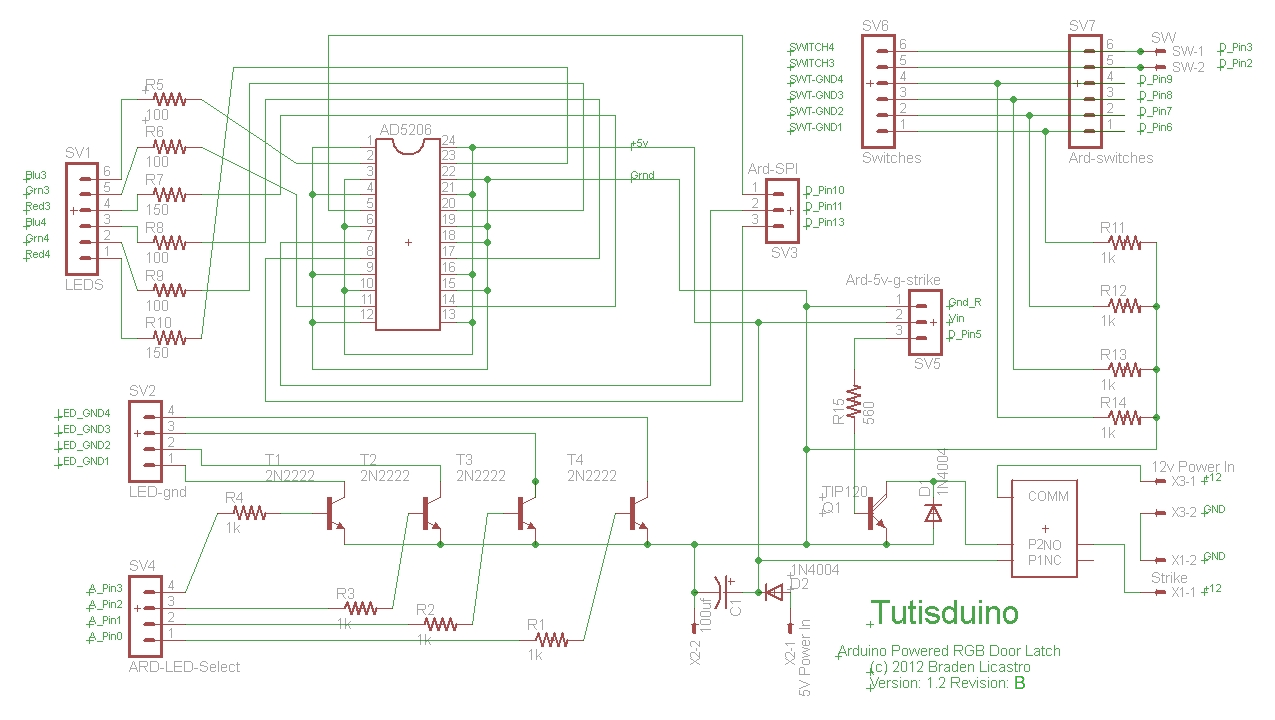 SV6
SV7
SW
SWITCH4
6
6
SW-1
D_Pin3
SWITCH3
5
5
SW-2
D_Pin2
SWT-GND4
4
4
D_Pin9
SWT-GND3
3
3
D_Pin8
SWT-GND2
2
2
D_Pin7
SWT-GND1
1
1
D_Pin6
Switches
Ard-switches
R5
100
R6
100
R7
150
R8
100
R9
100
R10
150
SV1
Blu3
6
Grn3
5
Red3
4
Blu4
3
Grn4
2
Red4
1
LEDS
AD5206
1
24
2
23
3
22
4
21
5
20
6
19
7
18
8
17
9
16
10
15
11
14
12
13
+5v
Grnd
Ard-SPI
1
D_Pin10
2
D_Pin11
3
D_Pin13
SV3
Ard-5v-g-strike
1
Gnd_R
2
Vin
3
D_Pin5
SV5
R11
1k
R12
1k
R13
1k
R14
1k
R15
560
SV2
LED_GND4
4
LED_GND3
3
LED_GND2
2
LED_GND1
1
LED-gnd
T1
2N2222
T2
2N2222
T3
2N2222
T4
2N2222
R4
1k
TIP120
Q1
D1
1N4004
COMM
P2NO
P1NC
12v Power In
X3-1
+12
X3-2
GND
X1-2
GND
Strike
X1-1
+12
SV4
A_Pin3
4
A_Pin2
3
A_Pin1
2
A_Pin0
1
ARD-LED-Select
R3
1k
R2
1k
R1
1k
C1
100uf
1N4004
D2
X2-2
X2-1
5V Power In
Tutisduino
Arduino Powered RGB Door Latch
(c) 2012 Braden Licastro
Version: 1.2 Revision: B